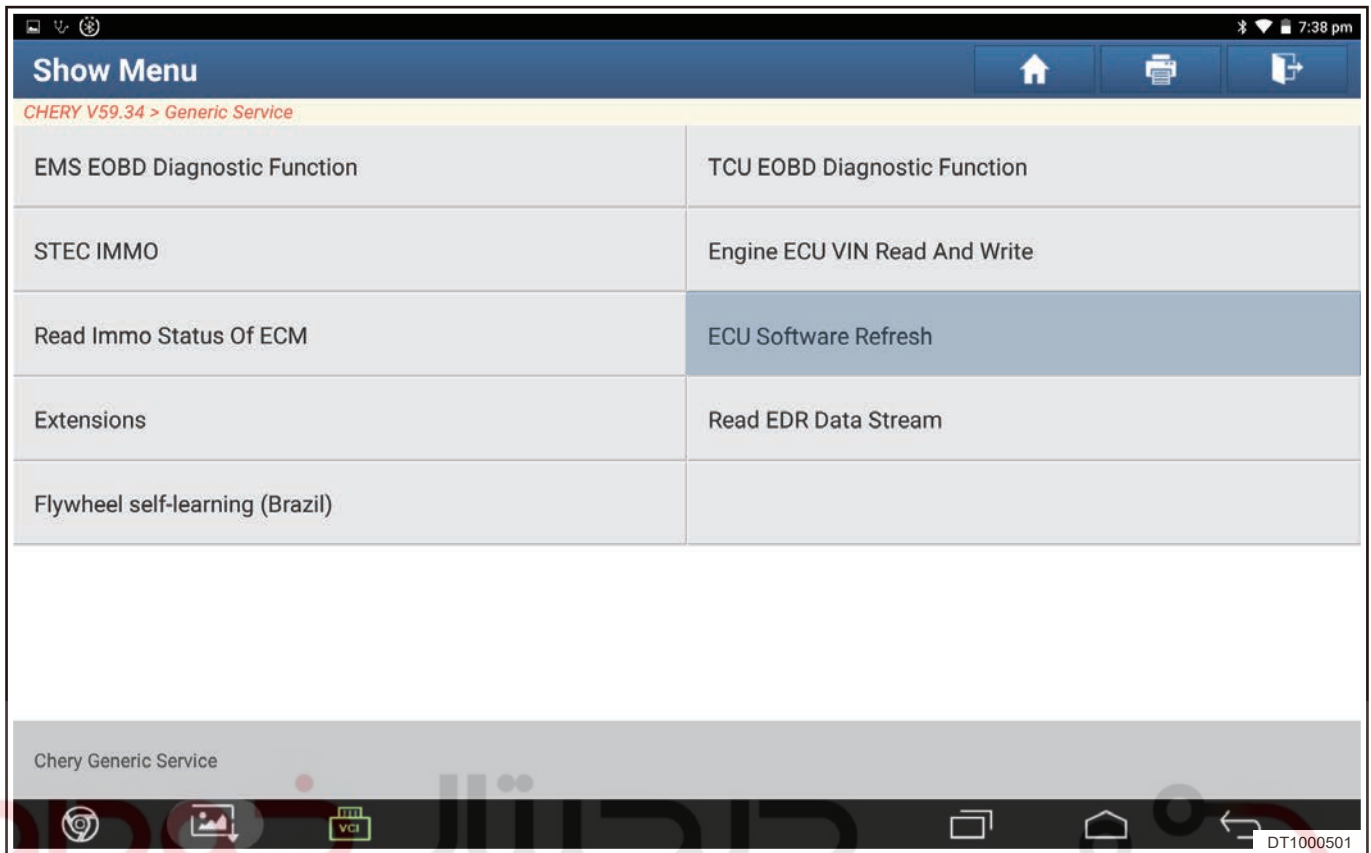 7:38 pm
Show Menu
CHERY V59.34 > Generic Service
EMS EOBD Diagnostic Function
TCU EOBD Diagnostic Function
STEC IMMO
Engine ECU VIN Read And Write
Read Immo Status Of ECM
ECU Software Refresh
Extensions
Read EDR Data Stream
Flywheel self-learning (Brazil)
Chery Generic Service
VCI
DT1000501